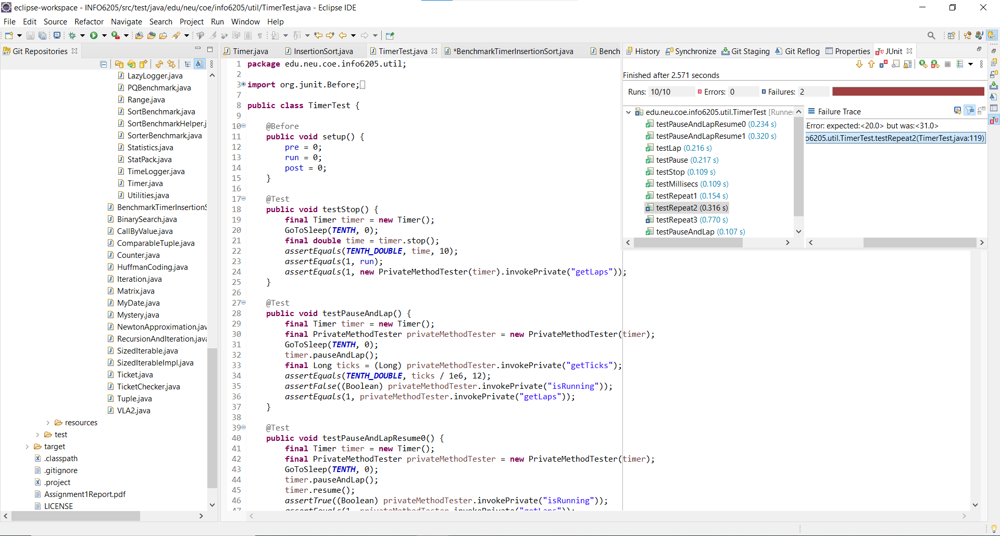 eclipse-workspace - INFO6205/src/test/java/edu/neu/coe/info6205/util/TimerTest.java - Eclipse IDE
File Edit Source Refactor Navigate Search Project Run Window Help
Git Repositories
LazyLogger.java
PQBenchmark.java
Range.java
SortBenchmark.java
SortBenchmarkHelper.j
SorterBenchmark.java
Statistics.java
StatPack.java
TimeLogger.java
Timer.java
Utilities.java
BenchmarkTimerInsertionS
BinarySearch.java
CallByValue.java
ComparableTuple.java
Counter.java
HuffmanCoding.java
Iteration.java
Matrix.java
MyDate.java
Mystery.java
NewtonApproximation.jav
RecursionAndIteration.java
SizedIterable.java
SizedIterableImpl.java
Ticket.java
TicketChecker.java
Tuple.java
VLA2.java
resources
test
target
.classpath
.gitignore
.project
Assignment1Report.pdf
LICENSE
Timer.java InsertionSort.java TimerTest.java *BenchmarkTimerInsertionSort.java Bench
1 package edu.neu.coe.info6205.util;
2
3 import org.junit.Before;
7
8 public class TimerTest {
9
10 @Before
11 public void setup() {
12 pre = 0;
13 run = 0;
14 post = 0;
15 }
16
17 @Test
18 public void testStop() {
19 final Timer timer = new Timer();
20 GoToSleep(TENTH, 0);
21 final double time = timer.stop();
22 assertEquals(TENTH_DOUBLE, time, 10);
23 assertEquals(1, run);
24 assertEquals(1, new PrivateMethodTester(timer).invokePrivate("getLaps"));
25 }
26
27 @Test
28 public void testPauseAndLap() {
29 final Timer timer = new Timer();
30 final PrivateMethodTester privateMethodTester = new PrivateMethodTester(timer);
31 GoToSleep(TENTH, 0);
32 timer.pauseAndLap();
33 final Long ticks = (Long) privateMethodTester.invokePrivate("getTicks");
34 assertEquals(TENTH_DOUBLE, ticks / 1e6, 12);
35 assertFalse((Boolean) privateMethodTester.invokePrivate("isRunning"));
36 assertEquals(1, privateMethodTester.invokePrivate("getLaps"));
37 }
38
39 @Test
40 public void testPauseAndLapResume0() {
41 final Timer timer = new Timer();
42 final PrivateMethodTester privateMethodTester = new PrivateMethodTester(timer);
43 GoToSleep(TENTH, 0);
44 timer.pauseAndLap();
45 timer.resume();
46 assertTrue((Boolean) privateMethodTester.invokePrivate("isRunning"));
47 assertEquals(1, privateMethodTester.invokePrivate("getLaps"));
History Synchronize Git Staging Git Reflog Properties JUnit
Finished after 2.571 seconds
Runs: 10/10 Errors: 0 Failures: 2
edu.neu.coe.info6205.util.TimerTest [Runner
testPauseAndLapResume0 (0.234 s)
testPauseAndLapResume1 (0.320 s)
testLap (0.216 s)
testPause (0.217 s)
testStop (0.109 s)
testMillisecs (0.109 s)
testRepeat1 (0.154 s)
testRepeat2 (0.316 s)
testRepeat3 (0.770 s)
testPauseAndLap (0.107 s)
Failure Trace
Error: expected:<20.0> but was:<31.0>
o6205.util.TimerTest.testRepeat2(TimerTest.java:119)